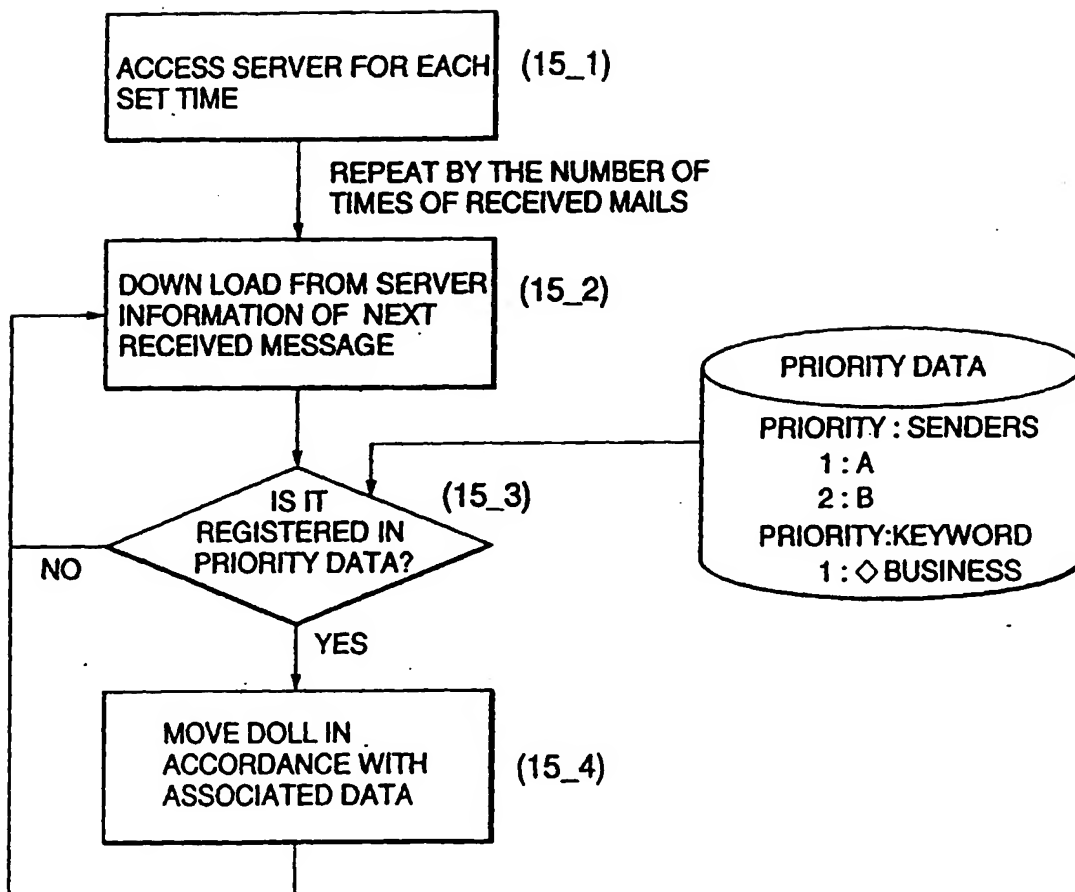 ACCESS SERVER FOR EACH
SET TIME
(15_1)
REPEAT BY THE NUMBER OF
TIMES OF RECEIVED MAILS
DOWN LOAD FROM SERVER
INFORMATION OF NEXT
RECEIVED MESSAGE
(15_2)
PRIORITY DATA
PRIORITY : SENDERS
1 : A
2 : B
PRIORITY:KEYWORD
1 : ◇ BUSINESS
IS IT
REGISTERED IN
PRIORITY DATA?
(15_3)
NO
YES
MOVE DOLL IN
ACCORDANCE WITH
ASSOCIATED DATA
(15_4)